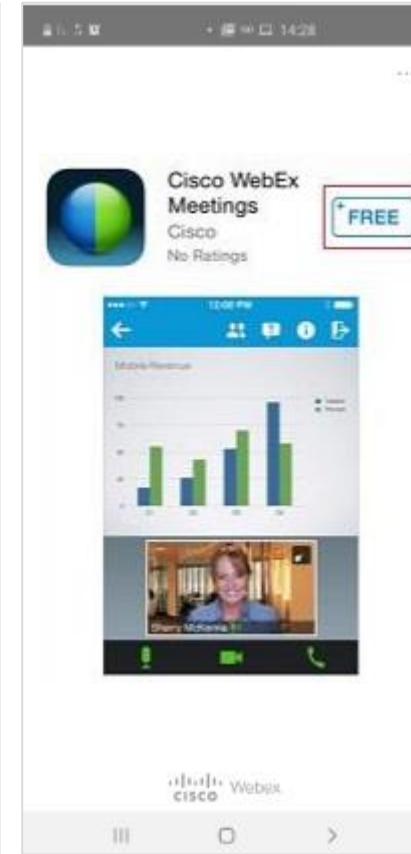 14:28
Cisco WebEx
Meetings
Cisco
No Ratings
+FREE
12:00 PM
Mobile Revenue
Sherry McKenna
CISCO Webex